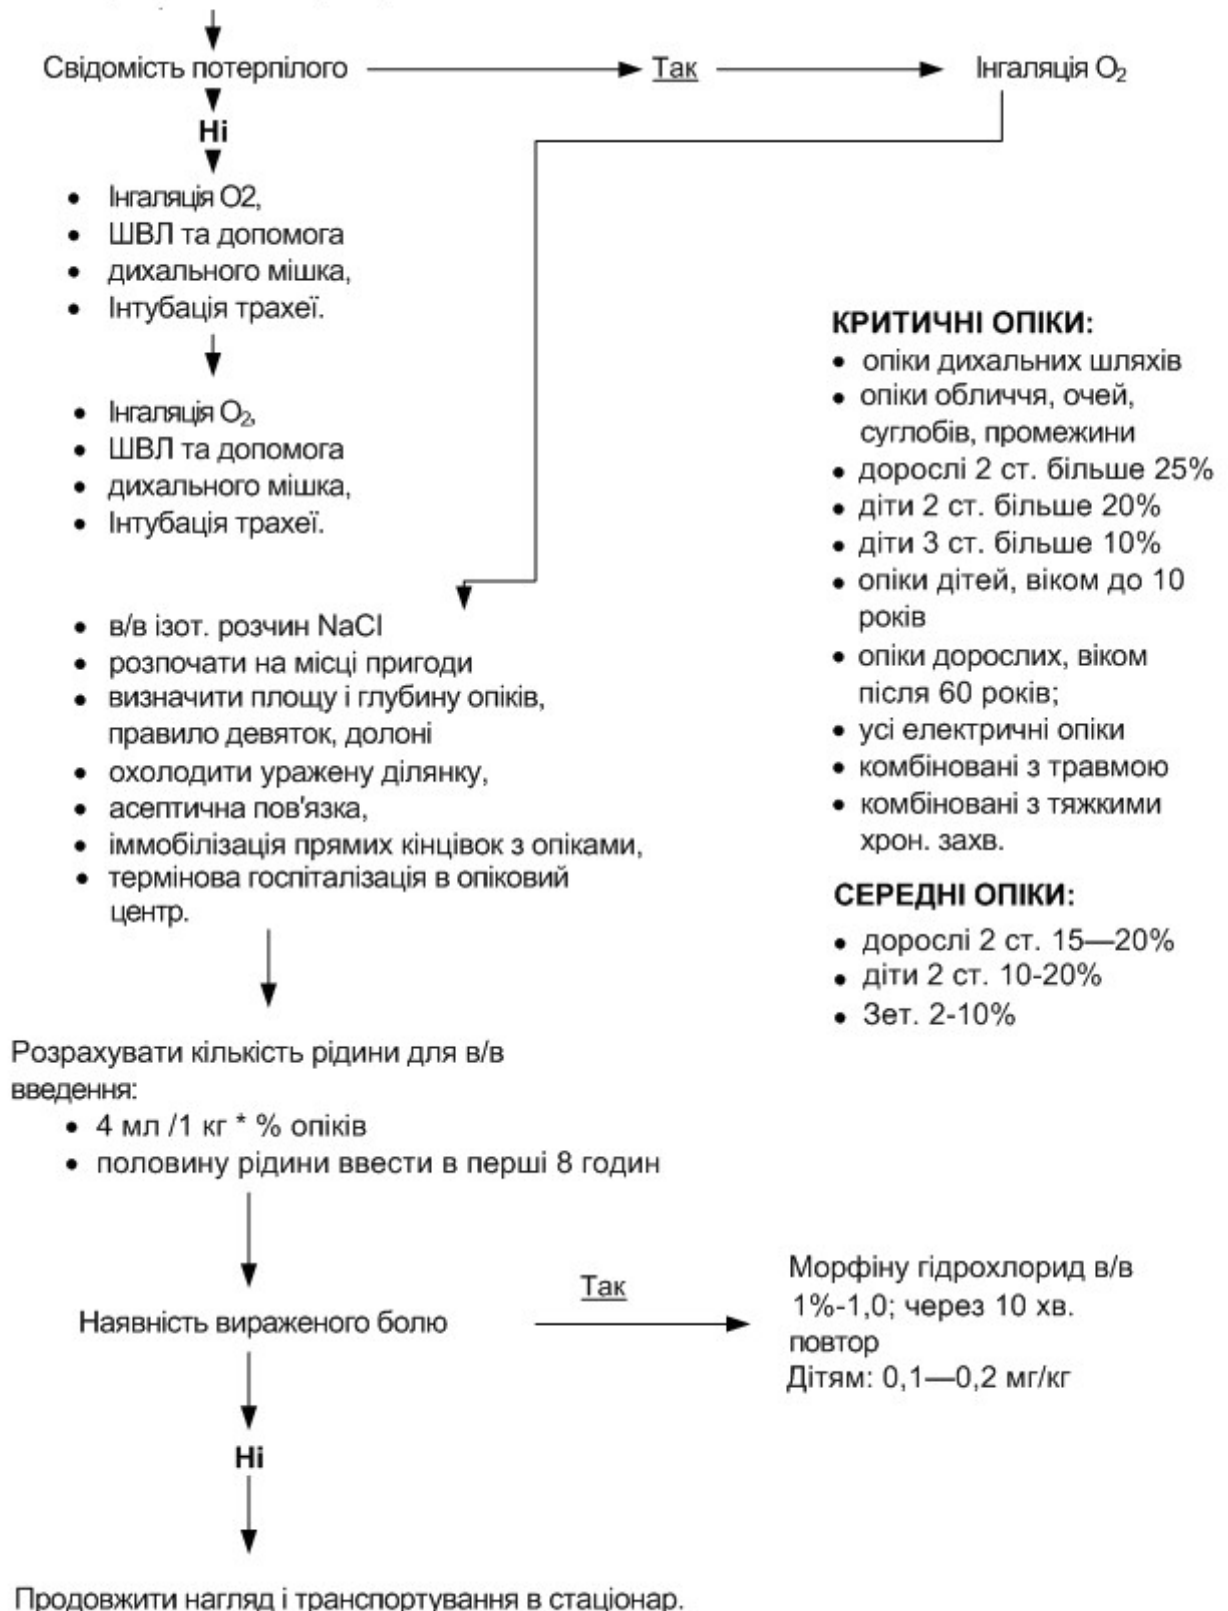 Свідомість потерпілого
Так
Інгаляція O₂
Ні
• Інгаляція О2,
• ШВЛ та допомога
• дихального мішка,
• Інтубація трахеї.
• Інгаляція O₂,
• ШВЛ та допомога
• дихального мішка,
• Інтубація трахеї.
• в/в ізот. розчин NaCl
• розпочати на місці пригоди
• визначити площу і глубину опіків,
правило девяток, долоні
• охолодити уражену ділянку,
• асептична пов'язка,
• іммобілізація прямих кінцівок з опіками,
• термінова госпіталізація в опіковий
центр.
КРИТИЧНІ ОПІКИ:
• опіки дихальних шляхів
• опіки обличчя, очей,
суглобів, промежини
• дорослі 2 ст. більше 25%
• діти 2 ст. більше 20%
• діти 3 ст. більше 10%
• опіки дітей, віком до 10
років
• опіки дорослих, віком
після 60 років;
• усі електричні опіки
• комбіновані з травмою
• комбіновані з тяжкими
хрон. захв.
СЕРЕДНІ ОПІКИ:
• дорослі 2 ст. 15—20%
• діти 2 ст. 10-20%
• Зет. 2-10%
Розрахувати кількість рідини для в/в
введення:
• 4 мл /1 кг * % опіків
• половину рідини ввести в перші 8 годин
Наявність вираженого болю
Так
Морфіну гідрохлорид в/в
1%-1,0; через 10 хв.
повтор
Дітям: 0,1—0,2 мг/кг
Ні
Продовжити нагляд і транспортування в стаціонар.